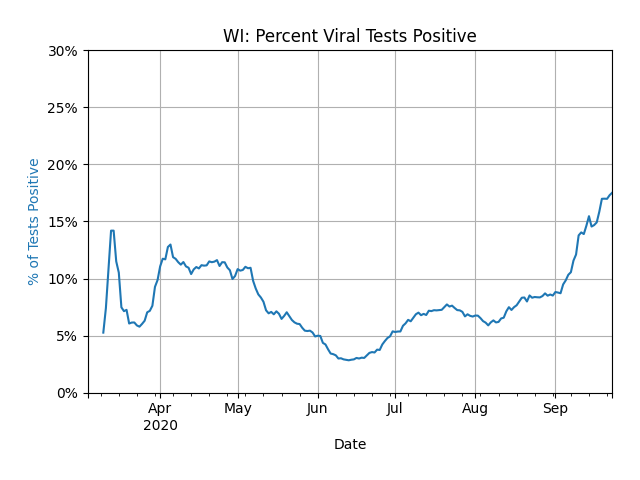 WI: Percent Viral Tests Positive
30%
25%
20%
15%
10%
5%
0%
% of Tests Positive
Apr May Jun Jul Aug Sep
2020
Date